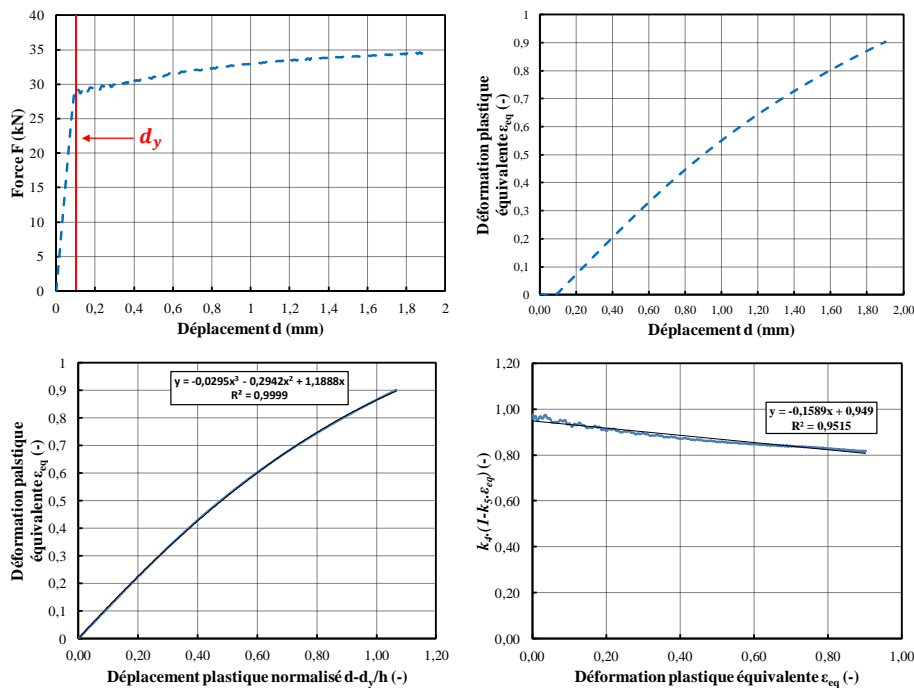 40
35
30
25
20
15
10
5
0
Force F (kN)
d_y
0 0,2 0,4 0,6 0,8 1 1,2 1,4 1,6 1,8 2
Déplacement d (mm)
1
0,9
0,8
0,7
0,6
0,5
0,4
0,3
0,2
0,1
0
Déformation plastique
équivalente ε_eq (-)
0,00 0,20 0,40 0,60 0,80 1,00 1,20 1,40 1,60 1,80 2,00
Déplacement d (mm)
1
0,9
0,8
0,7
0,6
0,5
0,4
0,3
0,2
0,1
0
Déformation palstique
équivalente ε_eq (-)
y = -0,0295x³ - 0,2942x² + 1,1888x
R² = 0,9999
0,00 0,20 0,40 0,60 0,80 1,00 1,20
Déplacement plastique normalisé d-d_y/h (-)
1,20
1,00
0,80
0,60
0,40
0,20
0,00
k_4.(1-k_5.ε_eq) (-)
y = -0,1589x + 0,949
R² = 0,9515
0,00 0,20 0,40 0,60 0,80 1,00
Déformation plastique équivalente ε_eq (-)